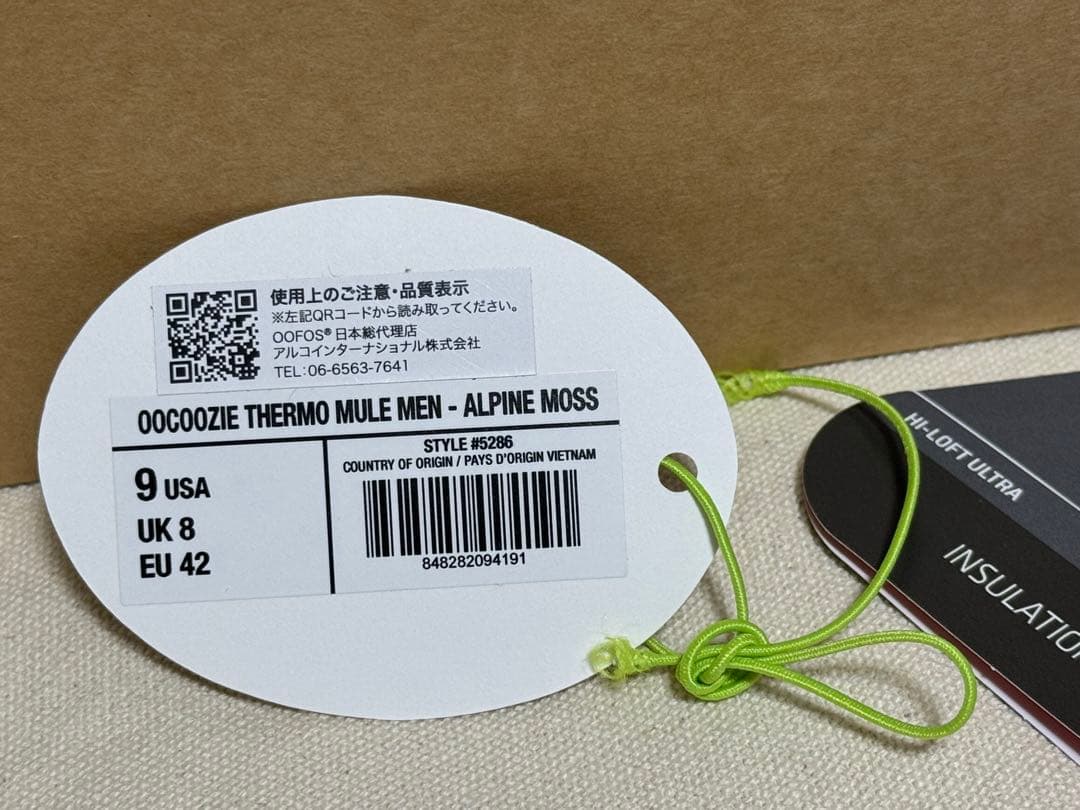 使用上のご注意・品質表示
※左記QRコードから読み取ってください。
OOFOS® 日本総代理店
アルコインターナショナル株式会社
TEL:06-6563-7641
OOCOOZIE THERMO MULE MEN - ALPINE MOSS
9 USA
UK 8
EU 42
STYLE #5286
COUNTRY OF ORIGIN / PAYS D'ORIGIN VIETNAM
848282094191
HI-LOFT ULTRA
INSULATIO